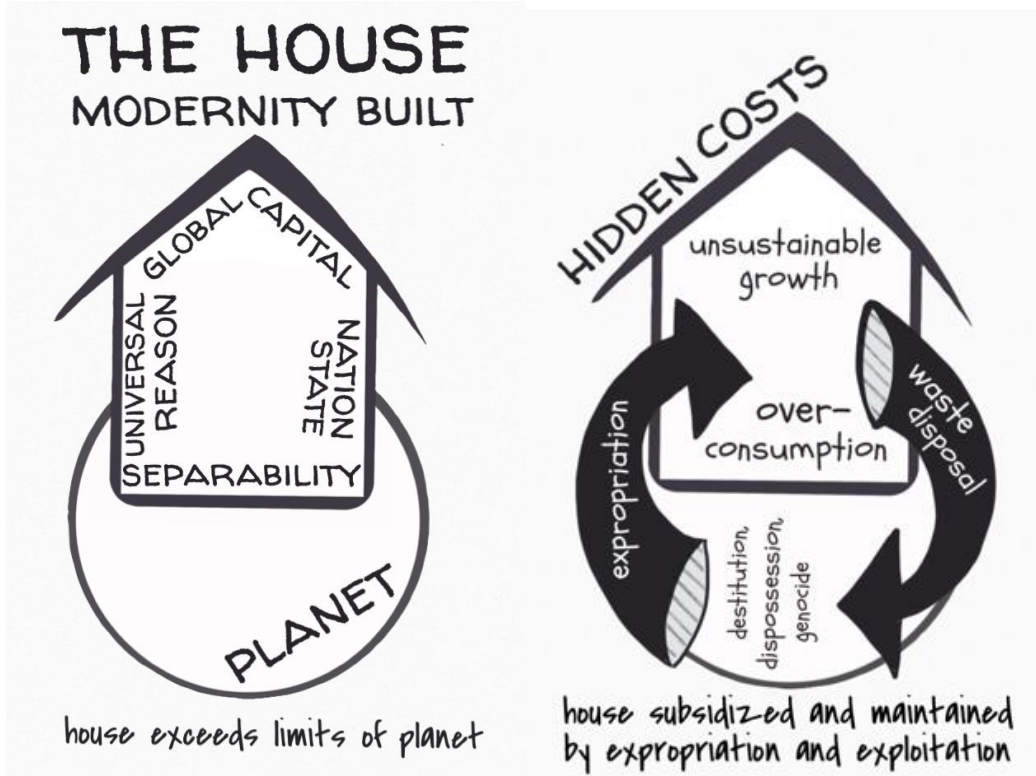 THE HOUSE
MODERNITY BUILT
GLOBAL CAPITAL
UNIVERSAL
REASON
NATION
STATE
SEPARABILITY
PLANET
house exceeds limits of planet
HIDDEN COSTS
unsustainable
growth
over-
consumption
expropriation
waste
disposal
destitution,
dispossession,
genocide
house subsidized and maintained
by expropriation and exploitation